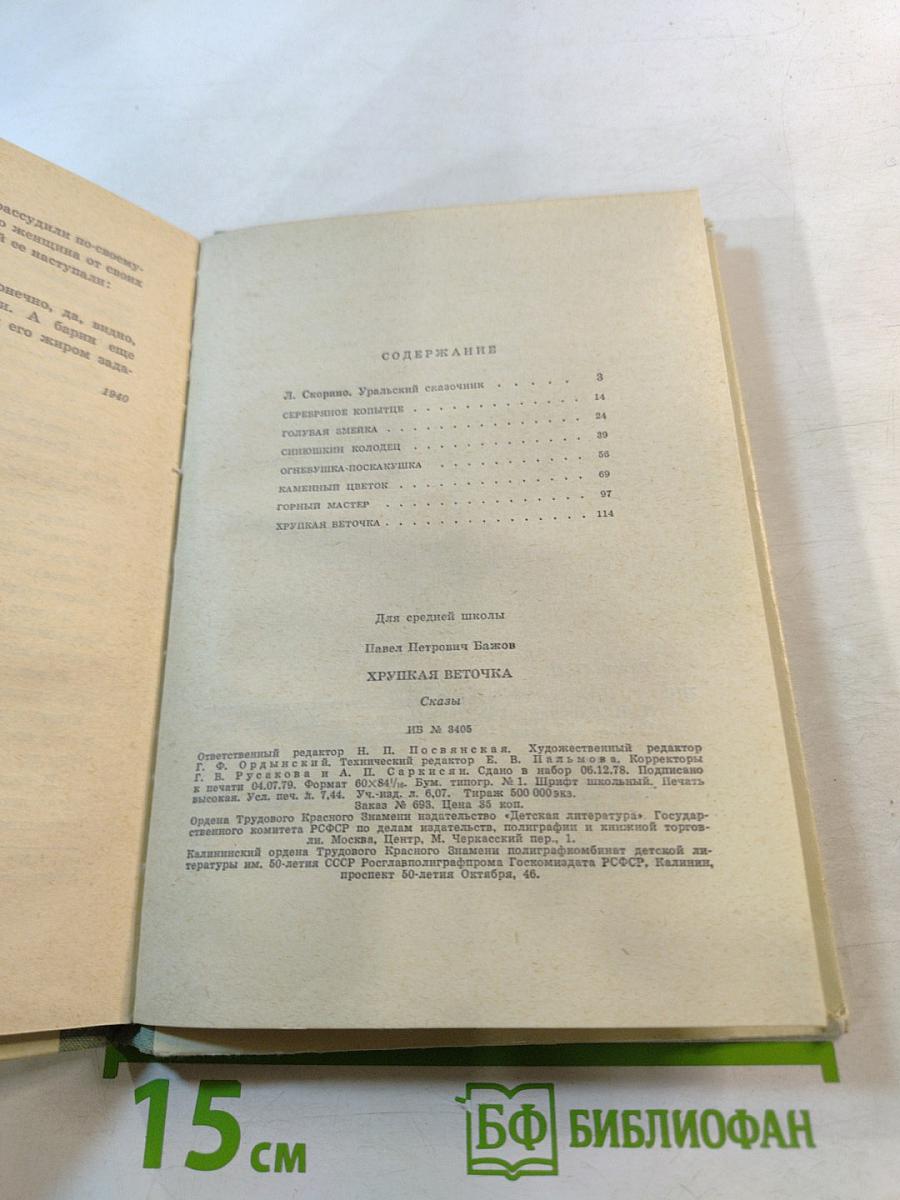 рассудили по-своему.
о женщина от своих
й ее наступали:
онечно, да, видно,
и. А барин еще
его жиром зада-
1940
СОДЕРЖАНИЕ
Л. Скорино. Уральский сказочник . . . . . 3
СЕРЕБРЯНОЕ КОПЫТЦЕ . . . . . . . . . . 14
ГОЛУБАЯ ЗМЕЙКА . . . . . . . . . . . . 24
СИНЮШКИН КОЛОДЕЦ . . . . . . . . . . 39
ОГНЕВУШКА-ПОСКАКУШКА . . . . . . . . . 56
КАМЕННЫЙ ЦВЕТОК . . . . . . . . . . . 69
ГОРНЫЙ МАСТЕР . . . . . . . . . . . . 97
ХРУПКАЯ ВЕТОЧКА . . . . . . . . . . . . 114
Для средней школы
Павел Петрович Бажов
ХРУПКАЯ ВЕТОЧКА
Сказы
ИБ № 3405
Ответственный редактор Н. П. Посвянская. Художественный редактор
Г. Ф. Ордынский. Технический редактор Е. В. Пальмова. Корректоры
Г. В. Русакова и А. П. Саркисян. Сдано в набор 06.12.78. Подписано
к печати 04.07.79. Формат 60×84¹/₁₆. Бум. типогр. № 1. Шрифт школьный. Печать
высокая. Усл. печ. л. 7,44. Уч.-изд. л. 6,07. Тираж 500 000 экз.
Заказ № 693. Цена 35 коп.
Ордена Трудового Красного Знамени издательство «Детская литература». Государ-
ственного комитета РСФСР по делам издательств, полиграфии и книжной торгов-
ли. Москва, Центр, М. Черкасский пер., 1.
Калининский ордена Трудового Красного Знамени полиграфкомбинат детской ли-
тературы им. 50-летия СССР Росглавполиграфпрома Госкомиздата РСФСР, Калинин,
проспект 50-летия Октября, 46.
15 см
БФ БИБЛИОФАН